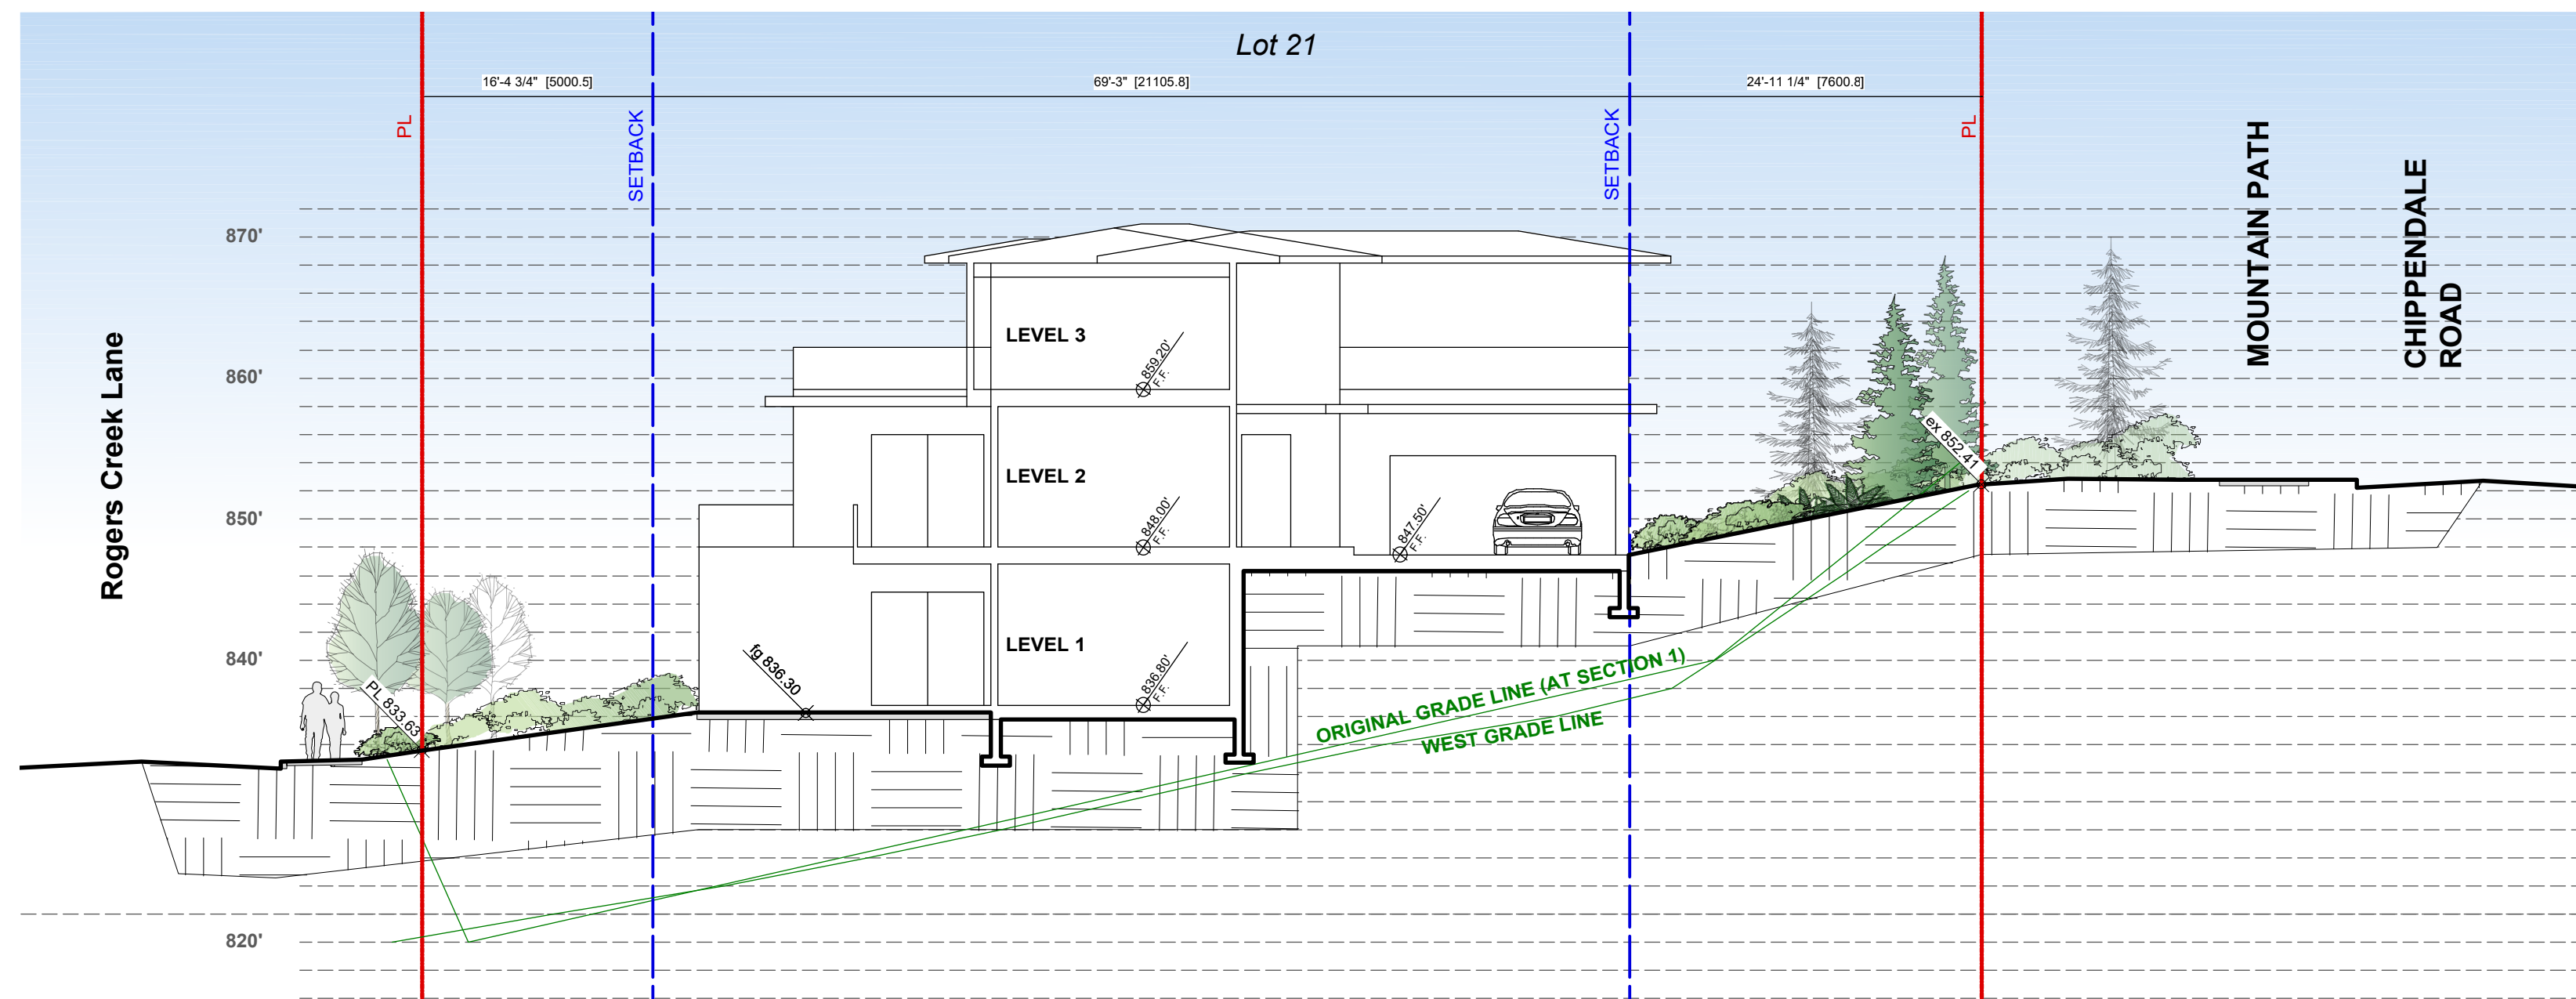 Lot 21
16'-4 3/4" [5000.5]
69'-3" [21105.8]
24'-11 1/4" [7600.8]
PL
SETBACK
SETBACK
PL
MOUNTAIN PATH
CHIPPENDALE
ROAD
Rogers Creek Lane
870'
860'
850'
840'
820'
LEVEL 3
859.20'
F.F.
LEVEL 2
848.00'
F.F.
847.50'
F.F.
ex 852.41
LEVEL 1
836.80'
F.F.
fg 836.30
PL 833.63
ORIGINAL GRADE LINE (AT SECTION 1)
WEST GRADE LINE